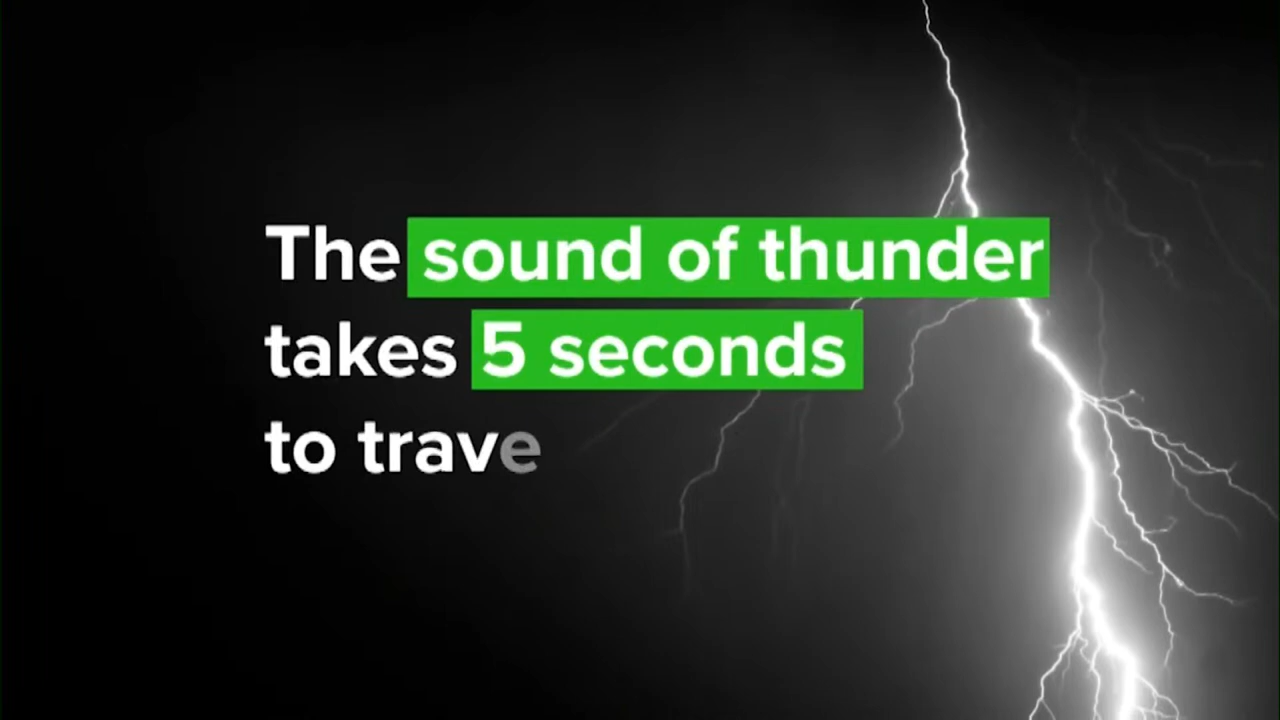 The sound of thunder
takes 5 seconds
to trave